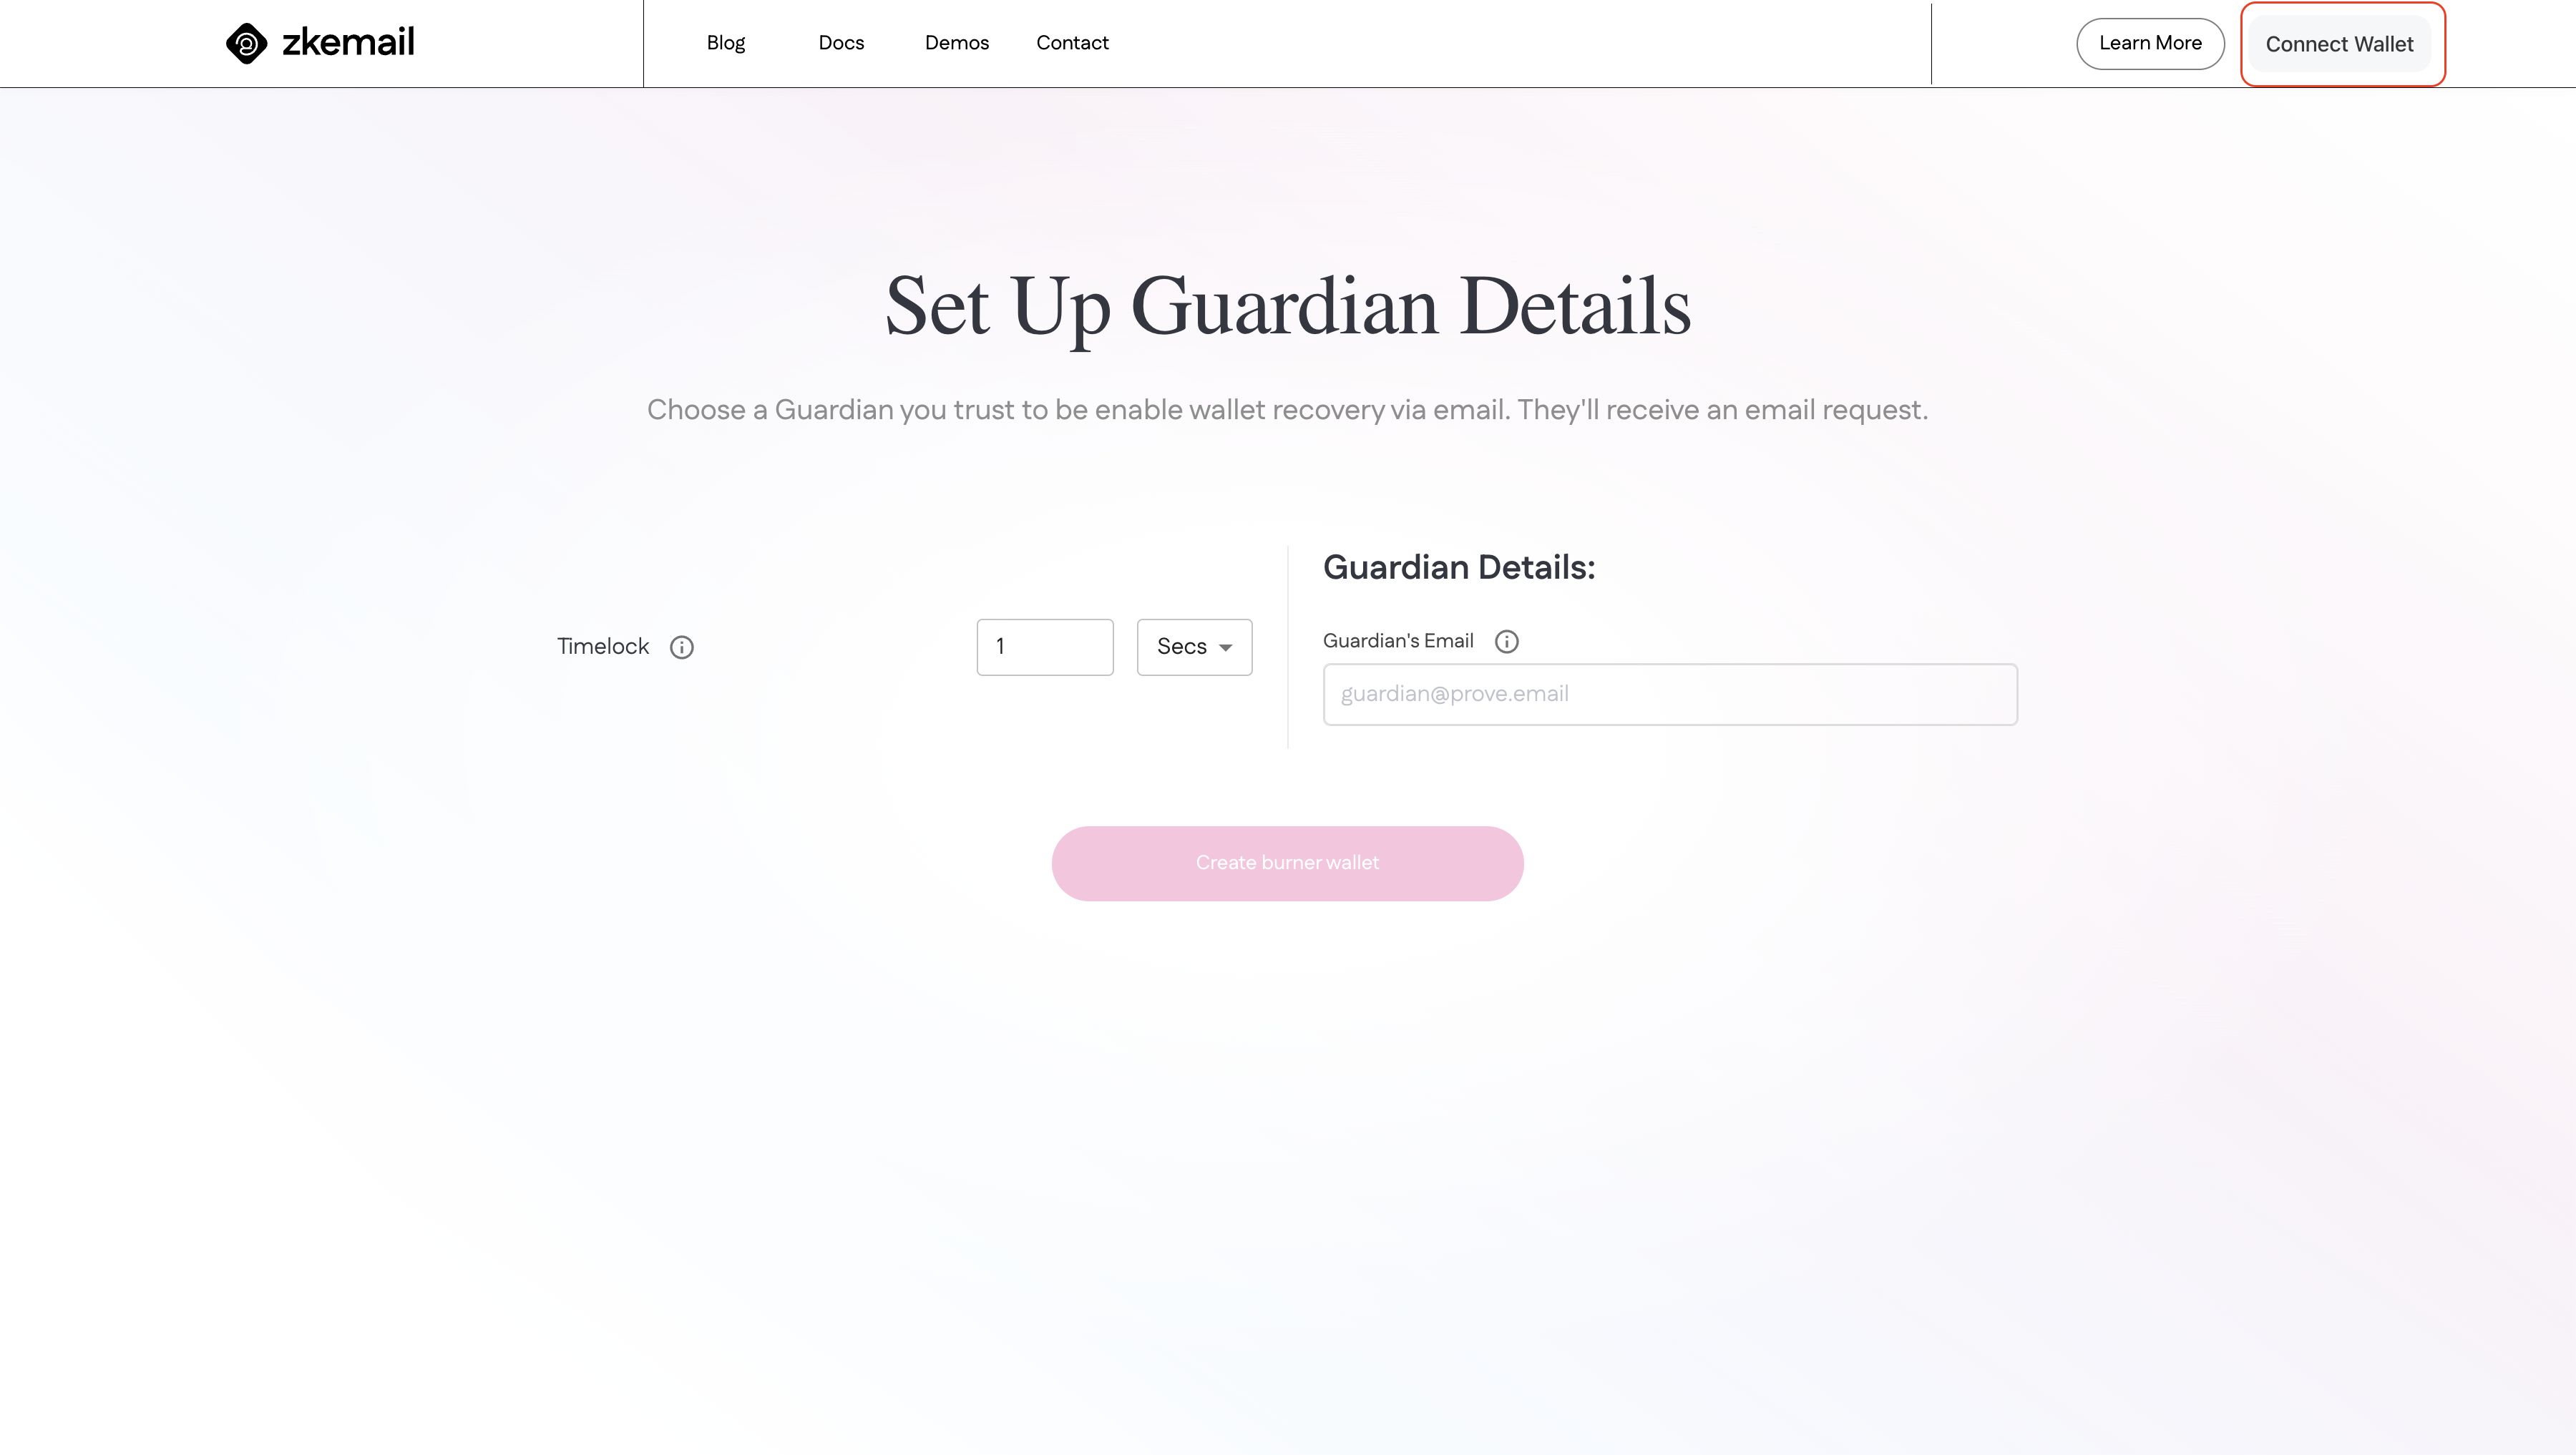 zkemail
Blog
Docs
Demos
Contact
Learn More
Connect Wallet
Set Up Guardian Details
Choose a Guardian you trust to be enable wallet recovery via email. They'll receive an email request.
Timelock
1
Secs
Guardian Details:
Guardian's Email
guardian@prove.email
Create burner wallet